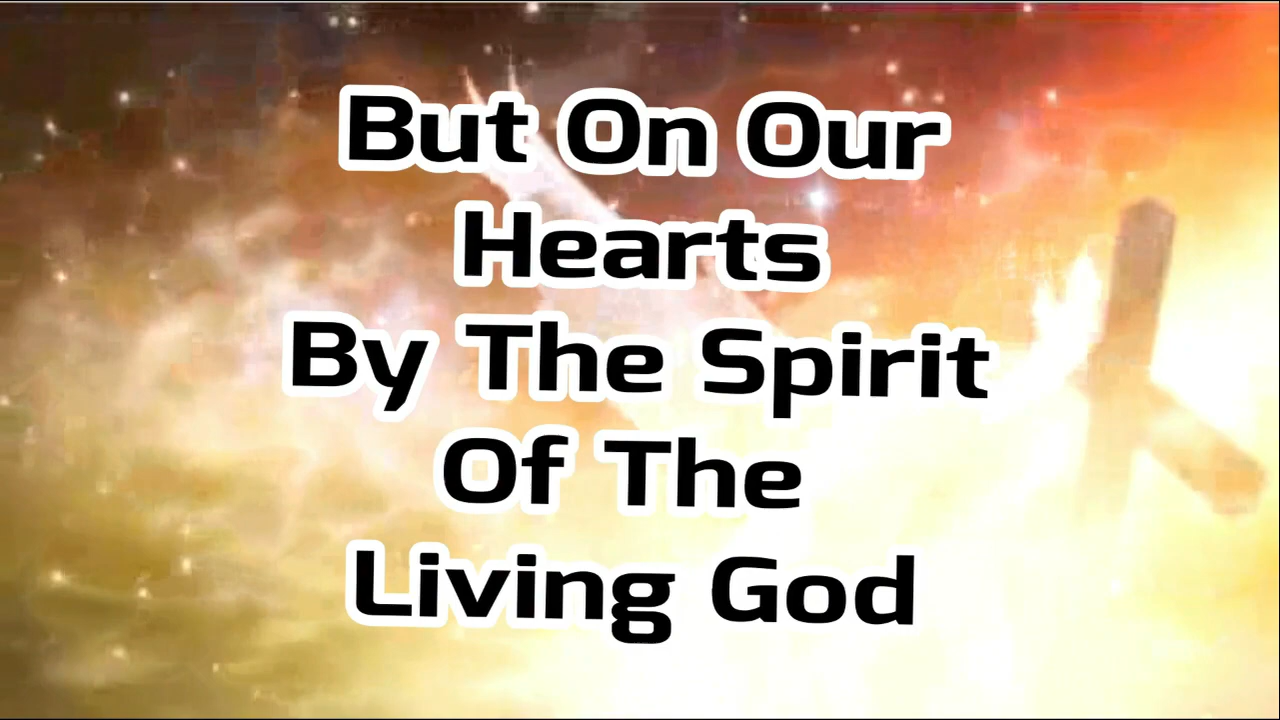 But On Our
Hearts
By The Spirit
Of The
Living God